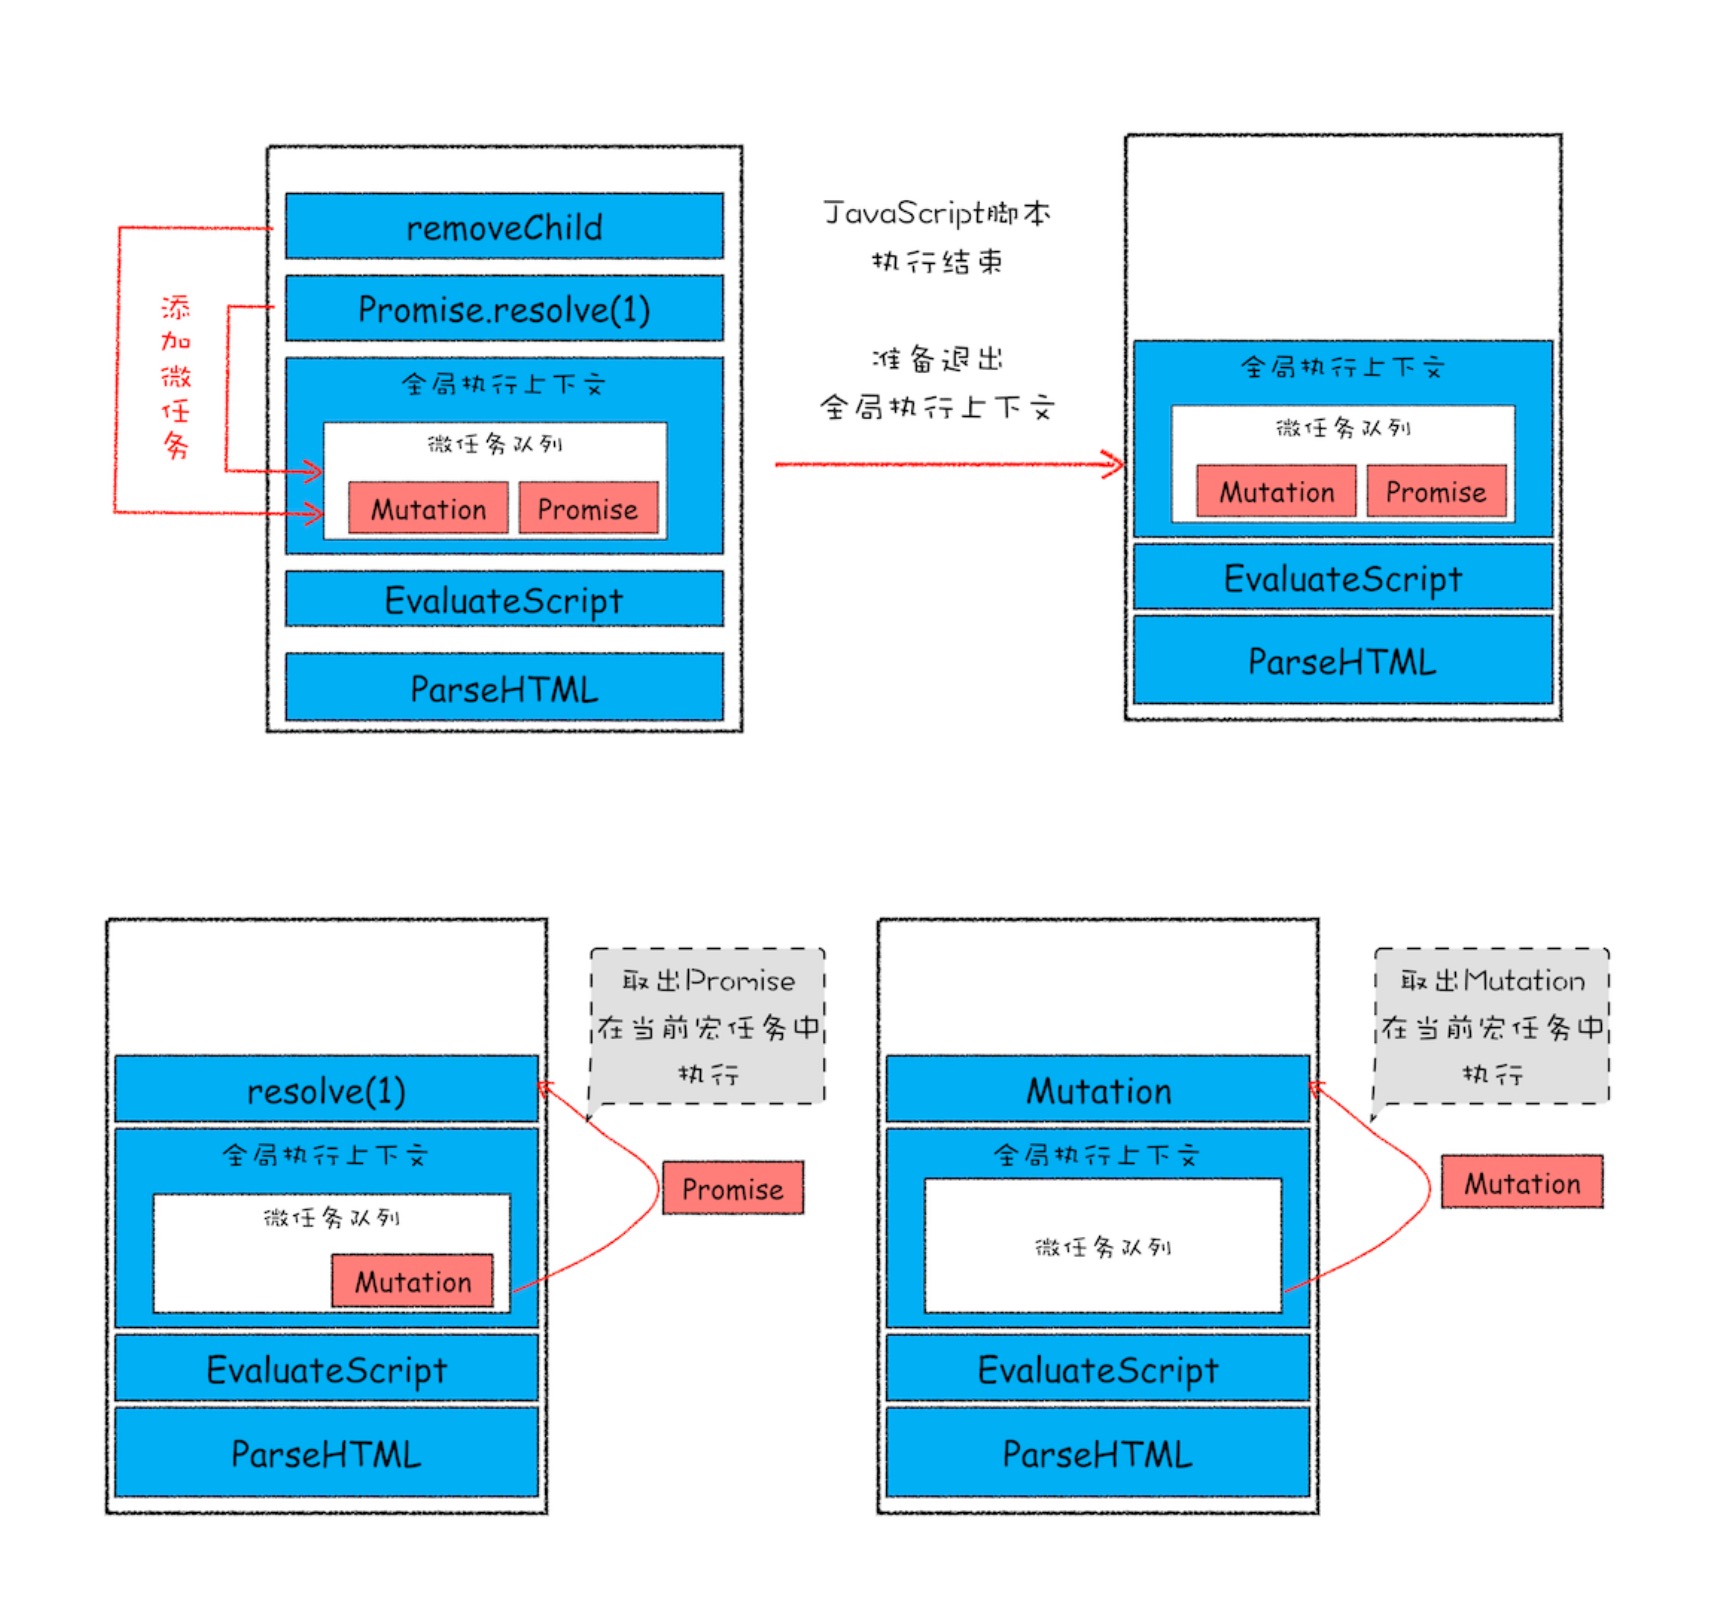 removeChild
Promise.resolve(1)
添加微任务
全局执行上下文
微任务队列
Mutation
Promise
EvaluateScript
ParseHTML
JavaScript脚本
执行结束
准备退出
全局执行上下文
全局执行上下文
微任务队列
Mutation
Promise
EvaluateScript
ParseHTML
resolve(1)
全局执行上下文
微任务队列
Mutation
EvaluateScript
ParseHTML
取出Promise
在当前宏任务中
执行
Promise
Mutation
全局执行上下文
微任务队列
EvaluateScript
ParseHTML
取出Mutation
在当前宏任务中
执行
Mutation